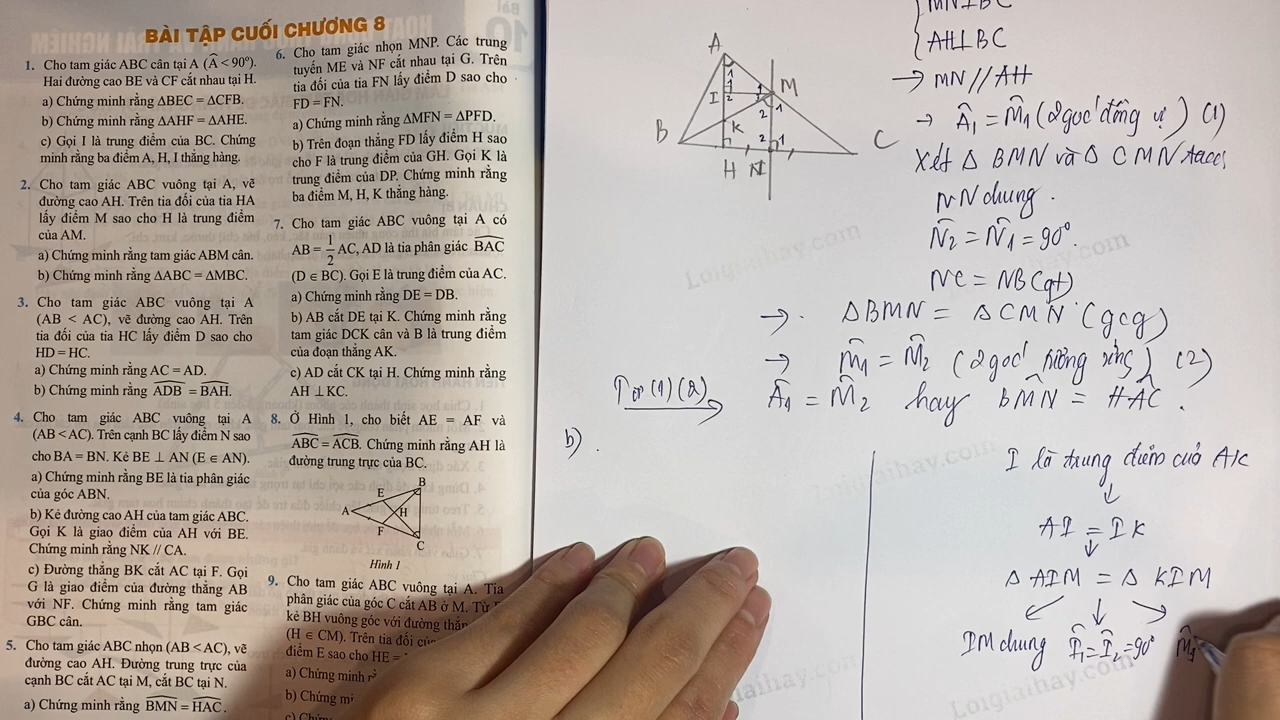 BÀI TẬP CUỐI CHƯƠNG 8
1. Cho tam giác ABC cân tại A (Â < 90°).
Hai đường cao BE và CF cắt nhau tại H.
a) Chứng minh rằng ΔBEC = ΔCFB.
b) Chứng minh rằng ΔAHF = ΔAHE.
c) Gọi I là trung điểm của BC. Chứng
minh rằng ba điểm A, H, I thẳng hàng.
2. Cho tam giác ABC vuông tại A, vẽ
đường cao AH. Trên tia đối của tia HA
lấy điểm M sao cho H là trung điểm
của AM.
a) Chứng minh rằng tam giác ABM cân.
b) Chứng minh rằng ΔABC = ΔMBC.
3. Cho tam giác ABC vuông tại A
(AB < AC), vẽ đường cao AH. Trên
tia đối của tia HC lấy điểm D sao cho
HD = HC.
a) Chứng minh rằng AC = AD.
b) Chứng minh rằng ADB = BAH.
4. Cho tam giác ABC vuông tại A
(AB < AC). Trên cạnh BC lấy điểm N sao
cho BA = BN. Kẻ BE ⊥ AN (E ∈ AN).
a) Chứng minh rằng BE là tia phân giác
của góc ABN.
b) Kẻ đường cao AH của tam giác ABC.
Gọi K là giao điểm của AH với BE.
Chứng minh rằng NK // CA.
c) Đường thẳng BK cắt AC tại F. Gọi
G là giao điểm của đường thẳng AB
với NF. Chứng minh rằng tam giác
GBC cân.
5. Cho tam giác ABC nhọn (AB < AC), vẽ
đường cao AH. Đường trung trực của
cạnh BC cắt AC tại M, cắt BC tại N.
a) Chứng minh rằng BMN = HAC.
6. Cho tam giác nhọn MNP. Các trung
tuyến ME và NF cắt nhau tại G. Trên
tia đối của tia FN lấy điểm D sao cho
FD = FN.
a) Chứng minh rằng ΔMFN = ΔPFD.
b) Trên đoạn thẳng FD lấy điểm H sao
cho F là trung điểm của GH. Gọi K là
trung điểm của DP. Chứng minh rằng
ba điểm M, H, K thẳng hàng.
7. Cho tam giác ABC vuông tại A có
AB = 1/2 AC, AD là tia phân giác BAC
(D ∈ BC). Gọi E là trung điểm của AC.
a) Chứng minh rằng DE = DB.
b) AB cắt DE tại K. Chứng minh rằng
tam giác DCK cân và B là trung điểm
của đoạn thẳng AK.
c) AD cắt CK tại H. Chứng minh rằng
AH ⊥ KC.
8. Ở Hình 1, cho biết AE = AF và
ABC = ACB. Chứng minh rằng AH là
đường trung trực của BC.
A E B H F C
Hình 1
9. Cho tam giác ABC vuông tại A. Tia
phân giác của góc C cắt AB ở M. Từ
kẻ BH vuông góc với đường thẳn
(H ∈ CM). Trên tia đối củ
điểm E sao cho HE =
a) Chứng minh r
b) Chứng mi
c) Chứng
A 1 1 2 I M 1 1 2 K B 2 1 H N C
MN⊥BC
AH⊥BC
→ MN // AH
→ Â1 = M̂1 (2 góc đồng vị) (1)
Xét Δ BMN và Δ CMN ta có
MN chung.
N̂2 = N̂1 = 90°.
NC = NB (gt)
→ ΔBMN = ΔCMN (gcg)
→ M̂1 = M̂2 (2 góc tương ứng) (2)
Từ (1) (2) → Â1 = M̂2 hay BMN = HAC.
b).
I là trung điểm của AK
↓
AI = IK
↓
Δ AIM = Δ KIM
↙ ↓ ↘
IM chung Î1 = Î2 = 90° M̂1
Loigiaihay.com
Loigiaihay.com
Loigiaihay.com